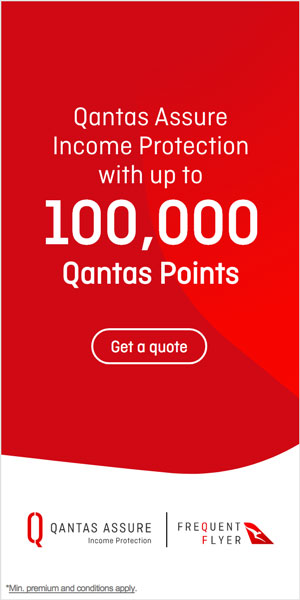 Qantas Assure
Income Protection
with up to
100,000
Qantas Points
Get a quote
QANTAS ASSURE
Income Protection
FREQUENT
FLYER
*Min. premium and conditions apply.